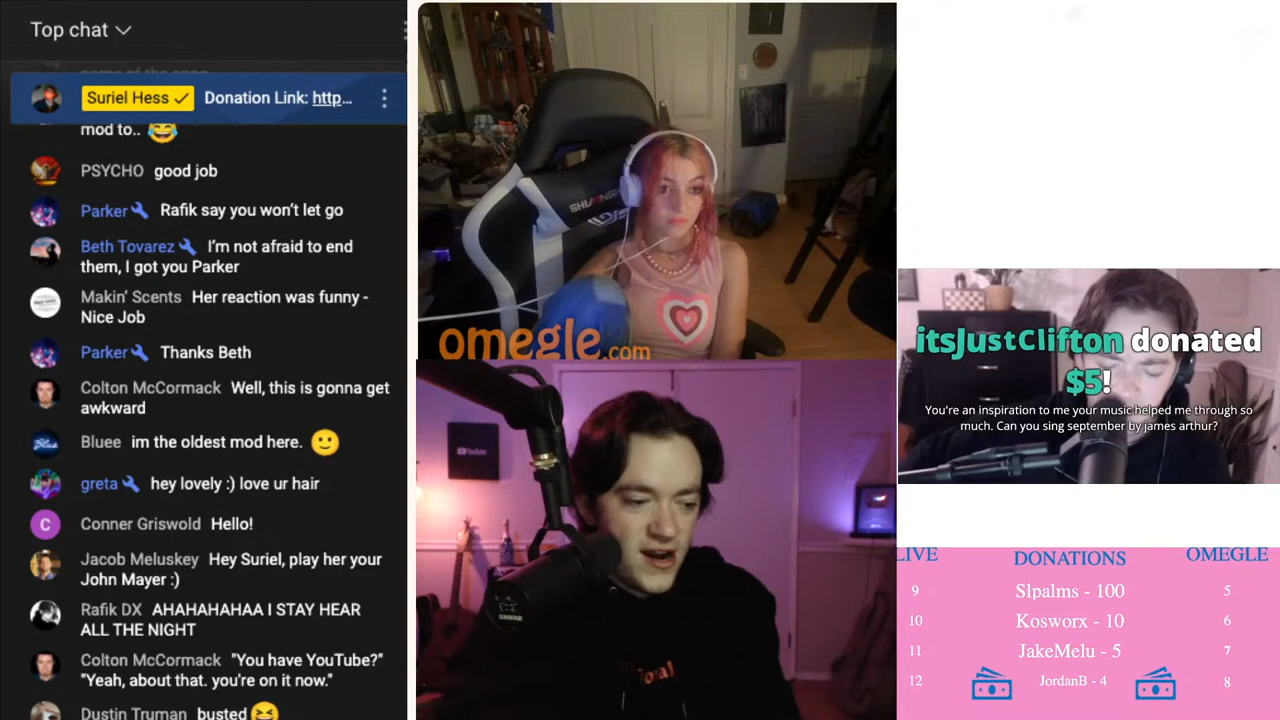 Top chat
Suriel Hess Donation Link: http...
mod to.. 😂
PSYCHO good job
Parker Rafik say you won't let go
Beth Tovarez I'm not afraid to end
them, I got you Parker
Makin' Scents Her reaction was funny -
Nice Job
Parker Thanks Beth
Colton McCormack Well, this is gonna get
awkward
Bluee im the oldest mod here. 🙂
greta hey lovely :) love ur hair
C Conner Griswold Hello!
Jacob Meluskey Hey Suriel, play her your
John Mayer :)
Rafik DX AHAHAHAHAA I STAY HEAR
ALL THE NIGHT
Colton McCormack "You have YouTube?"
"Yeah, about that. you're on it now."
Dustin Truman busted 😆
omegle.com
YouTube
itsJustClifton donated
$5!
You're an inspiration to me your music helped me through so
much. Can you sing september by james arthur?
LIVE DONATIONS OMEGLE
9 Slpalms - 100 5
10 Kosworx - 10 6
11 JakeMelu - 5 7
12 JordanB - 4 8